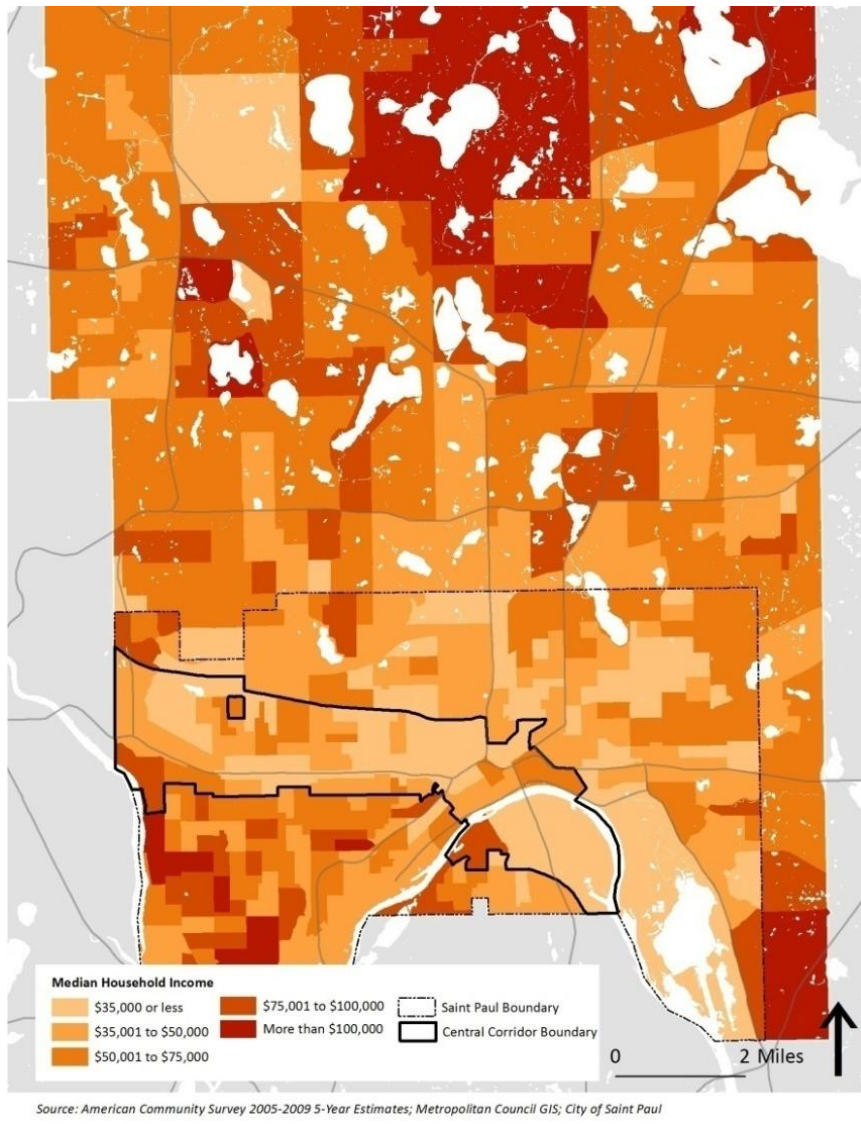 Median Household Income
$35,000 or less
$35,001 to $50,000
$50,001 to $75,000
$75,001 to $100,000
More than $100,000
Saint Paul Boundary
Central Corridor Boundary
0 2 Miles
Source: American Community Survey 2005-2009 5-Year Estimates; Metropolitan Council GIS; City of Saint Paul